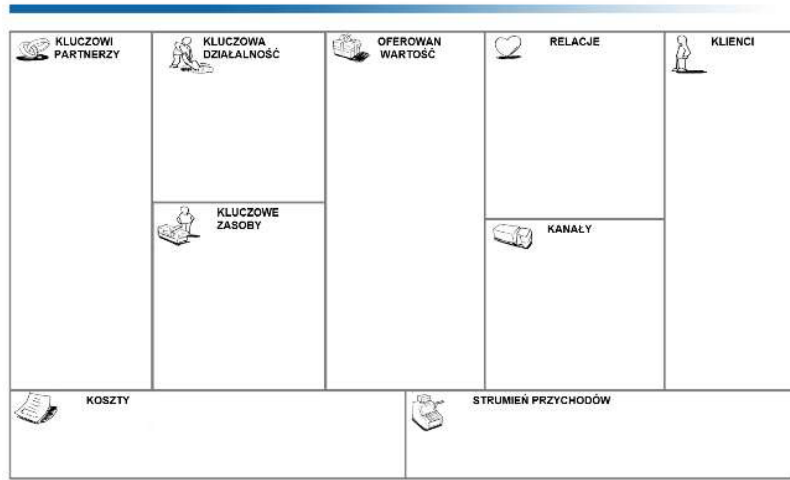 KLUCZOWI
PARTNERZY
KLUCZOWA
DZIAŁALNOŚĆ
KLUCZOWE
ZASOBY
OFEROWAN
WARTOŚĆ
RELACJE
KANAŁY
KLIENCI
KOSZTY
STRUMIEŃ PRZYCHODÓW